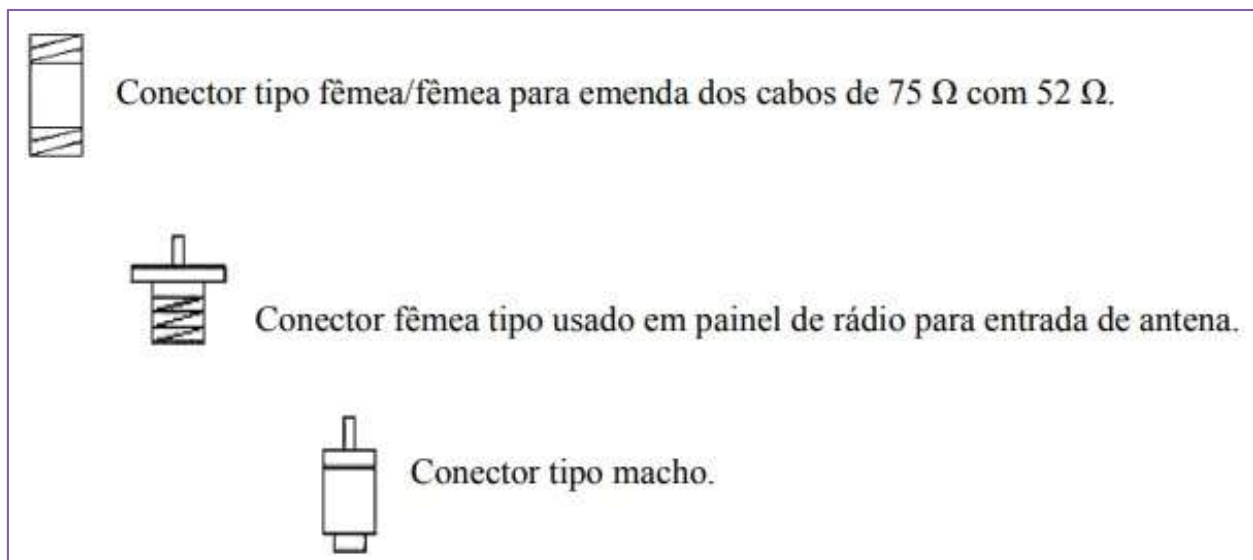 Conector tipo fêmea/fêmea para emenda dos cabos de 75 Ω com 52 Ω.
Conector fêmea tipo usado em painel de rádio para entrada de antena.
Conector tipo macho.